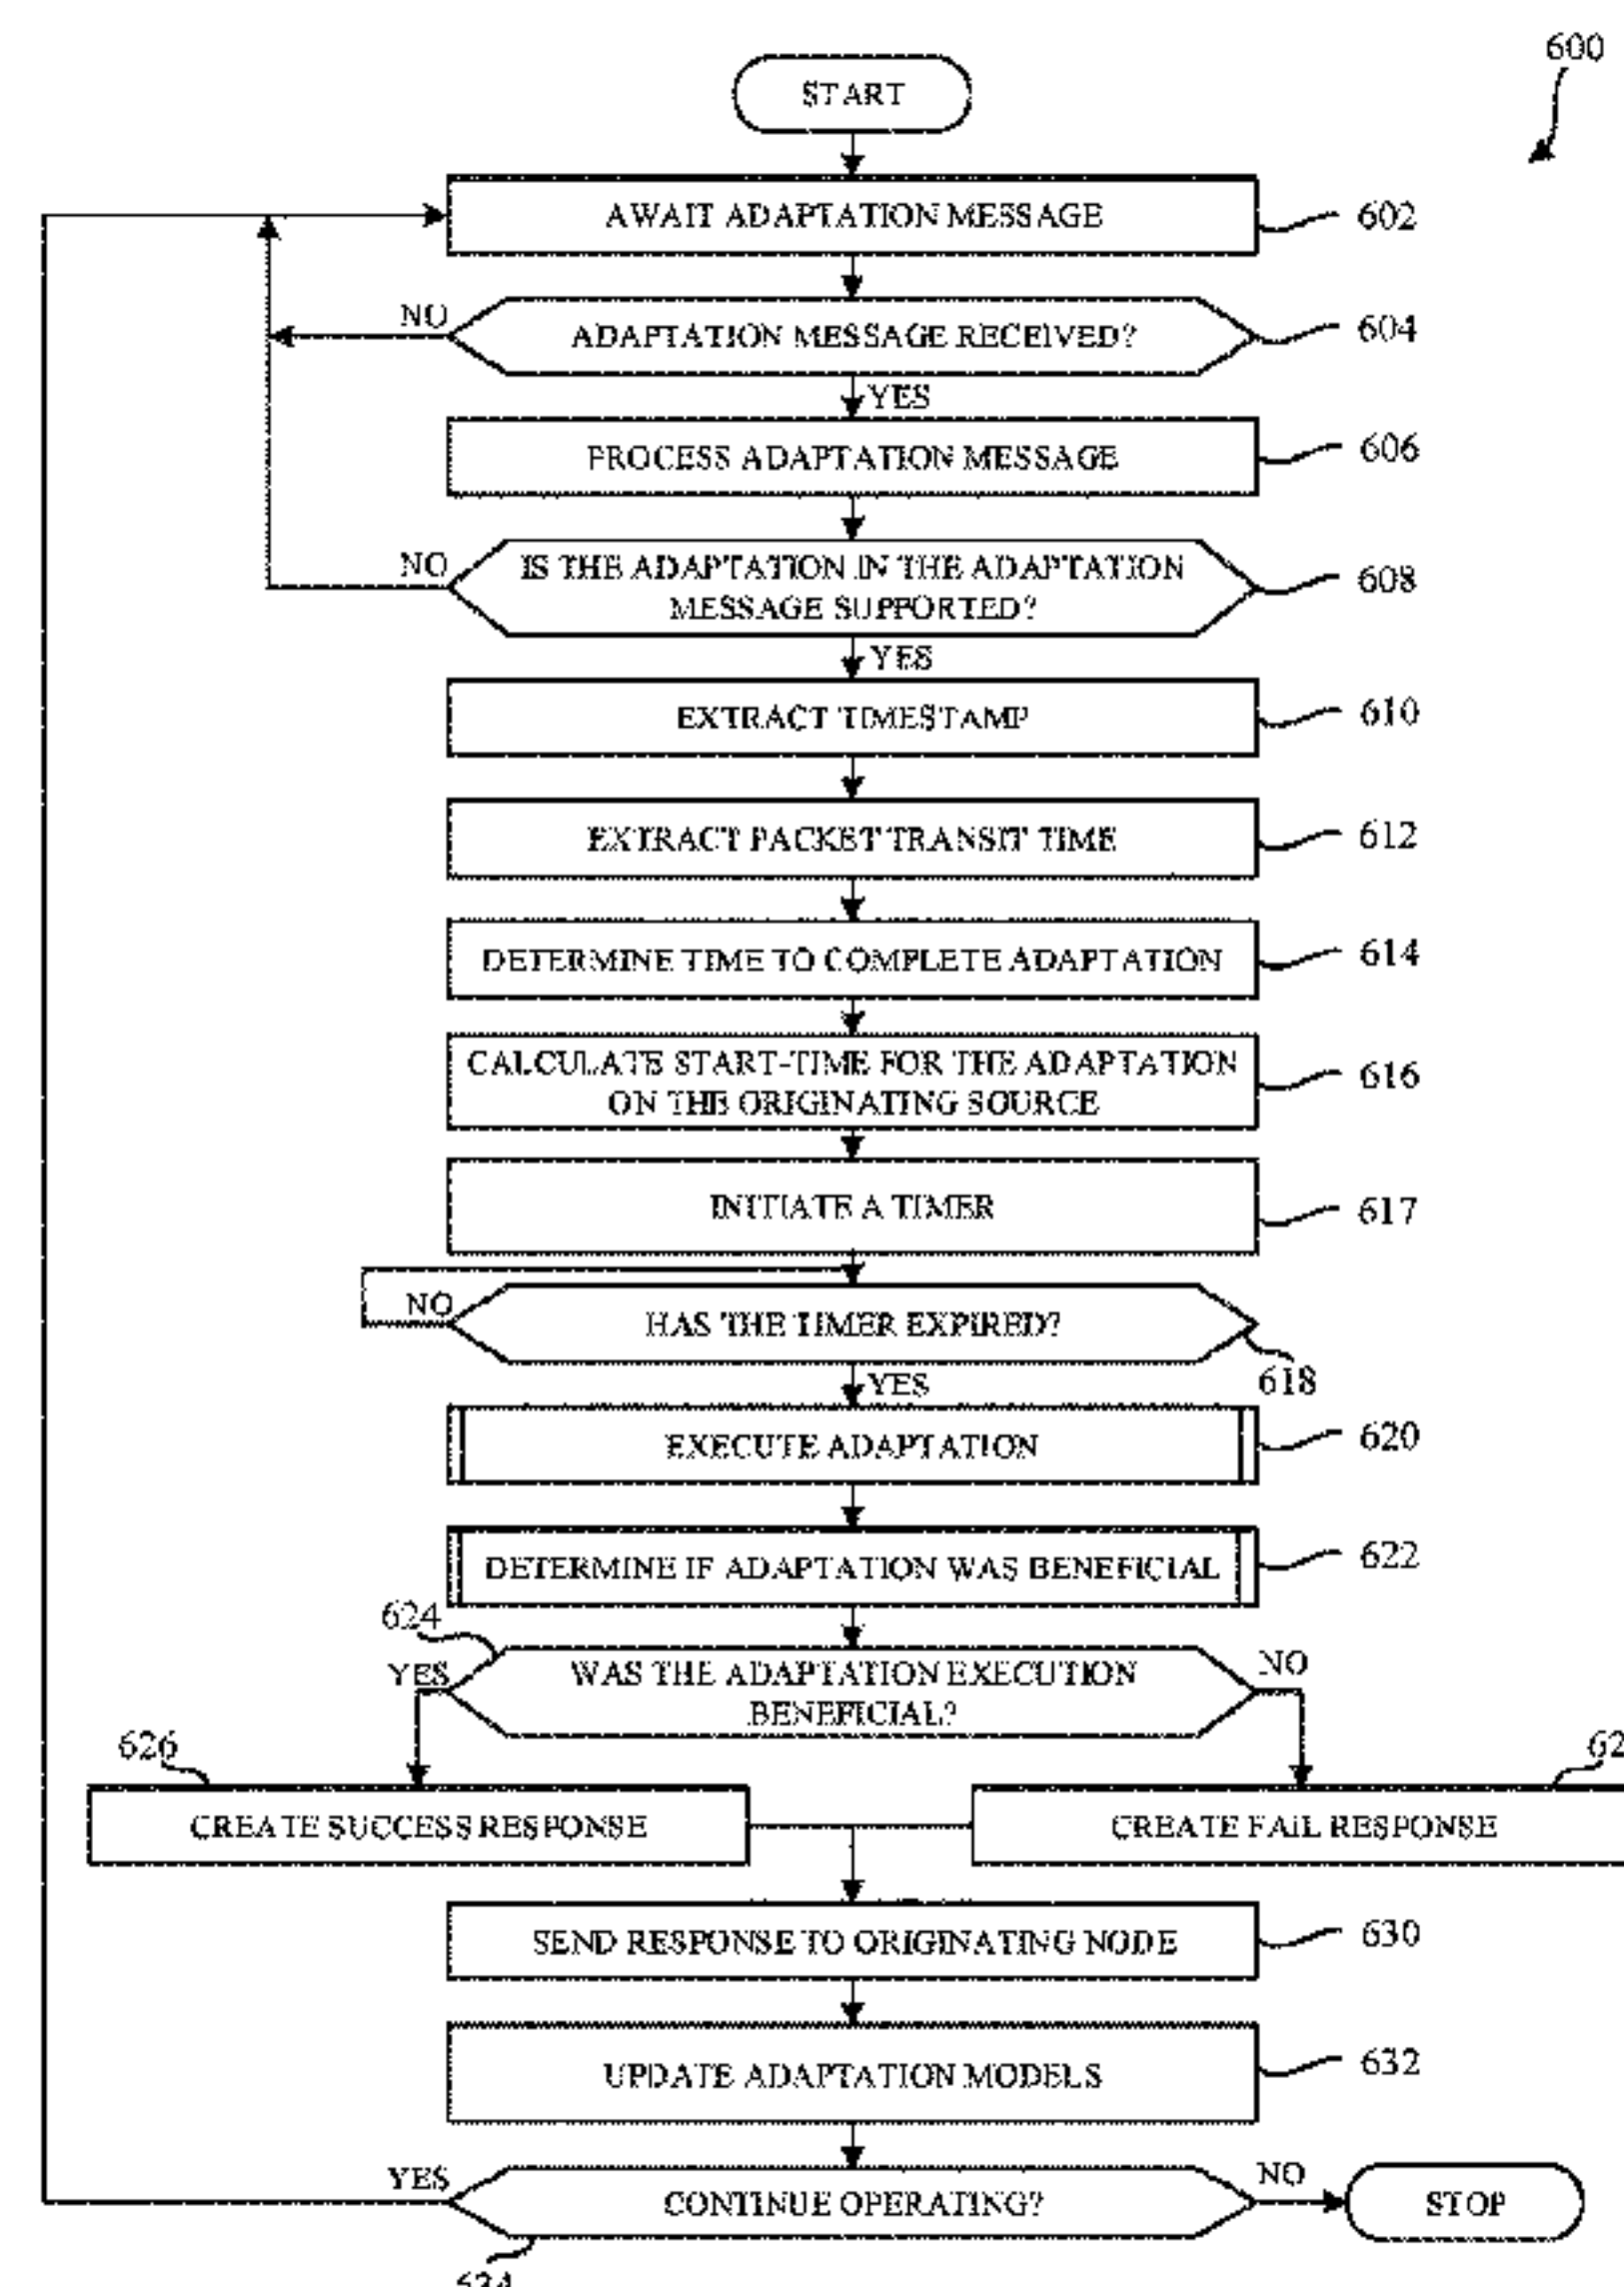 600
START
AWAIT ADAPTATION MESSAGE
602
NO
ADAPTATION MESSAGE RECEIVED?
604
YES
PROCESS ADAPTATION MESSAGE
606
NO
IS THE ADAPTATION IN THE ADAPTATION
MESSAGE SUPPORTED?
608
YES
EXTRACT TIMESTAMP
610
EXTRACT PACKET TRANSIT TIME
612
DETERMINE TIME TO COMPLETE ADAPTATION
614
CALCULATE START-TIME FOR THE ADAPTATION
ON THE ORIGINATING SOURCE
616
INITIATE A TIMER
617
NO
HAS THE TIMER EXPIRED?
618
YES
EXECUTE ADAPTATION
620
DETERMINE IF ADAPTATION WAS BENEFICIAL
622
624
YES
WAS THE ADAPTATION EXECUTION
BENEFICIAL?
NO
626
CREATE SUCCESS RESPONSE
CREATE FAIL RESPONSE
SEND RESPONSE TO ORIGINATING NODE
630
UPDATE ADAPTATION MODELS
632
YES
CONTINUE OPERATING?
NO
STOP